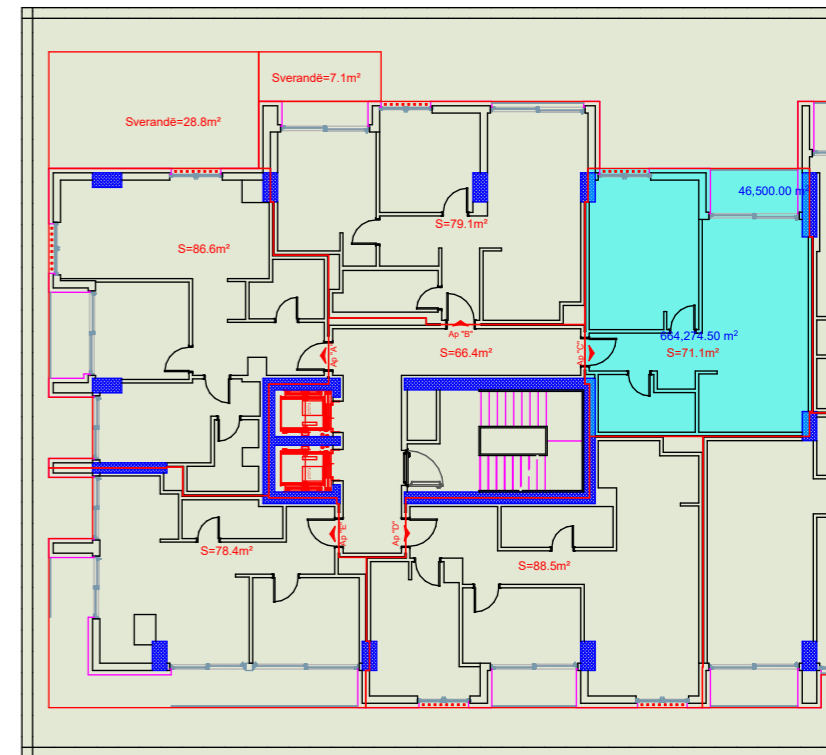 Sverandë=7.1m²
Sverandë=28.8m²
46,500.00 m²
S=79.1m²
S=86.6m²
Ap "B"
664,274.50 m²
Ap "A"
S=66.4m²
Ap "C"
S=71.1m²
Ap "E"
Ap "D"
S=78.4m²
S=88.5m²